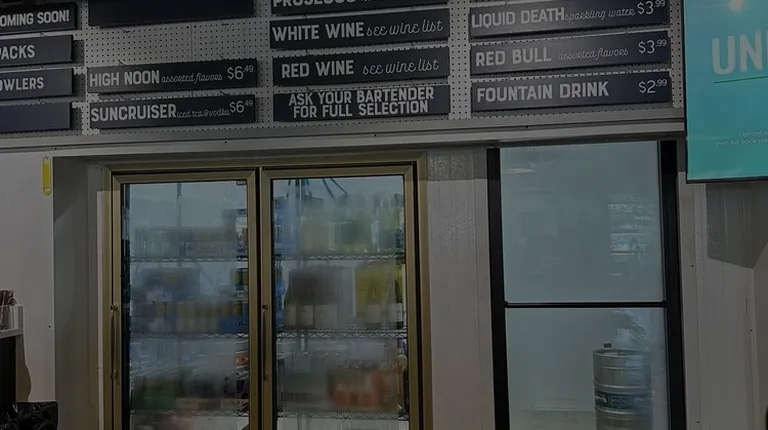 OMING SOON!
PACKS
OWLERS
HIGH NOON assorted flavors $6.49
SUNCRUISER iced tea & vodka $6.49
PROSECCO
WHITE WINE see wine list
RED WINE see wine list
ASK YOUR BARTENDER
FOR FULL SELECTION
LIQUID DEATH sparkling water $3.99
RED BULL assorted flavors $3.99
FOUNTAIN DRINK $2.99
UN